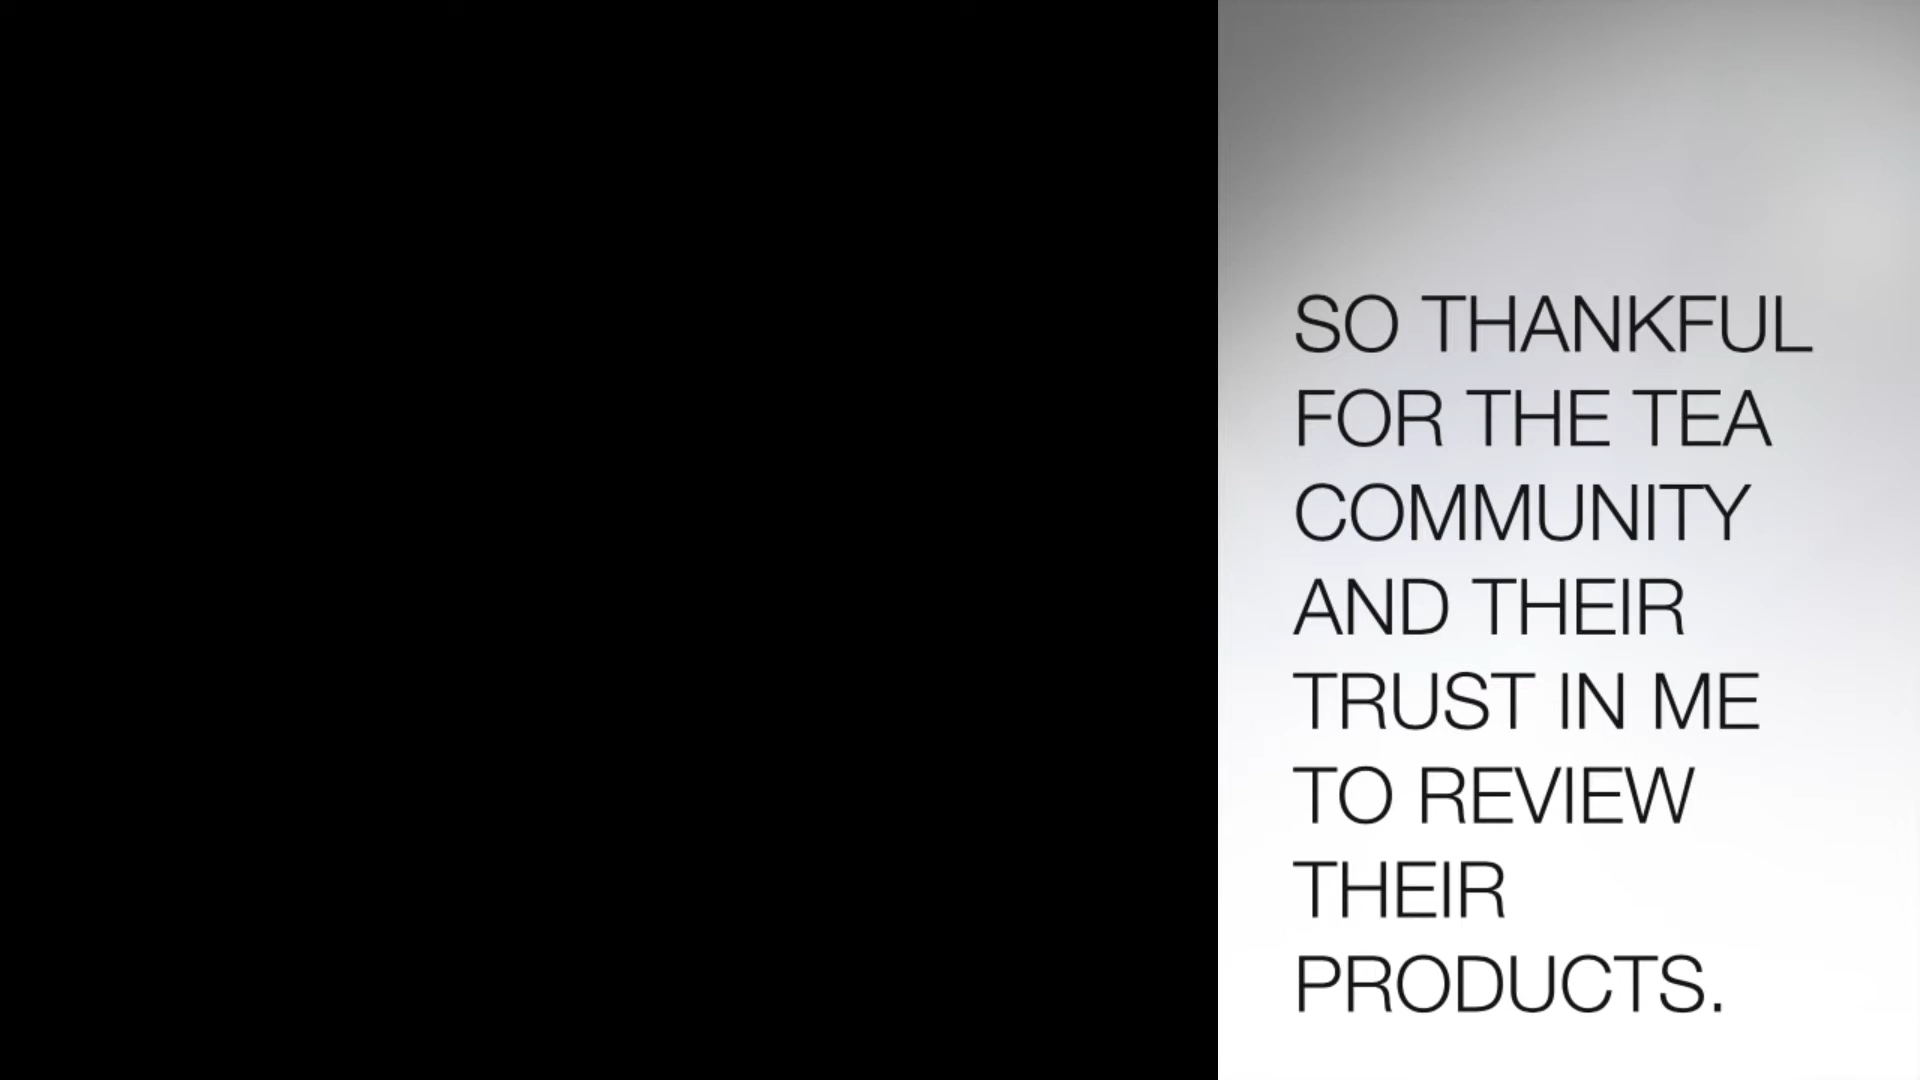 SO THANKFUL
FOR THE TEA
COMMUNITY
AND THEIR
TRUST IN ME
TO REVIEW
THEIR
PRODUCTS.